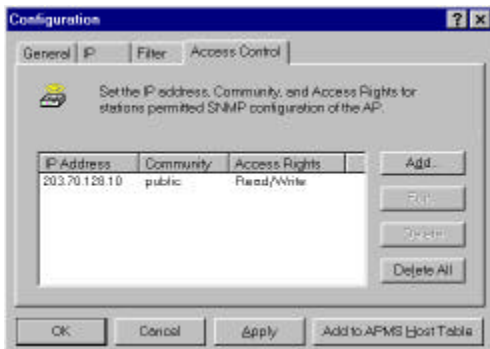 Configuration
General IP Filter Access Control
Set the IP address, Community, and Access Rights for
stations permitted SNMP configuration of the AP.
IP Address Community Access Rights
203.70.128.10 public Read/Write
Add...
Edit...
Delete
Delete All
OK Cancel Apply Add to APMS Host Table